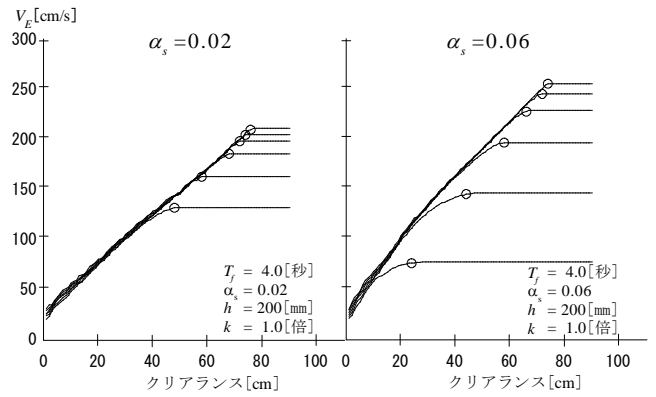 V_E[cm/s]
300
250
200
150
100
50
0
α_s=0.02
T_f = 4.0[秒]
α_s = 0.02
h = 200[㎜]
k = 1.0[倍]
0 20 40 60 80 100
クリアランス[cm]
α_s=0.06
T_f = 4.0[秒]
α_s = 0.06
h = 200[㎜]
k = 1.0[倍]
0 20 40 60 80 100
クリアランス[cm]